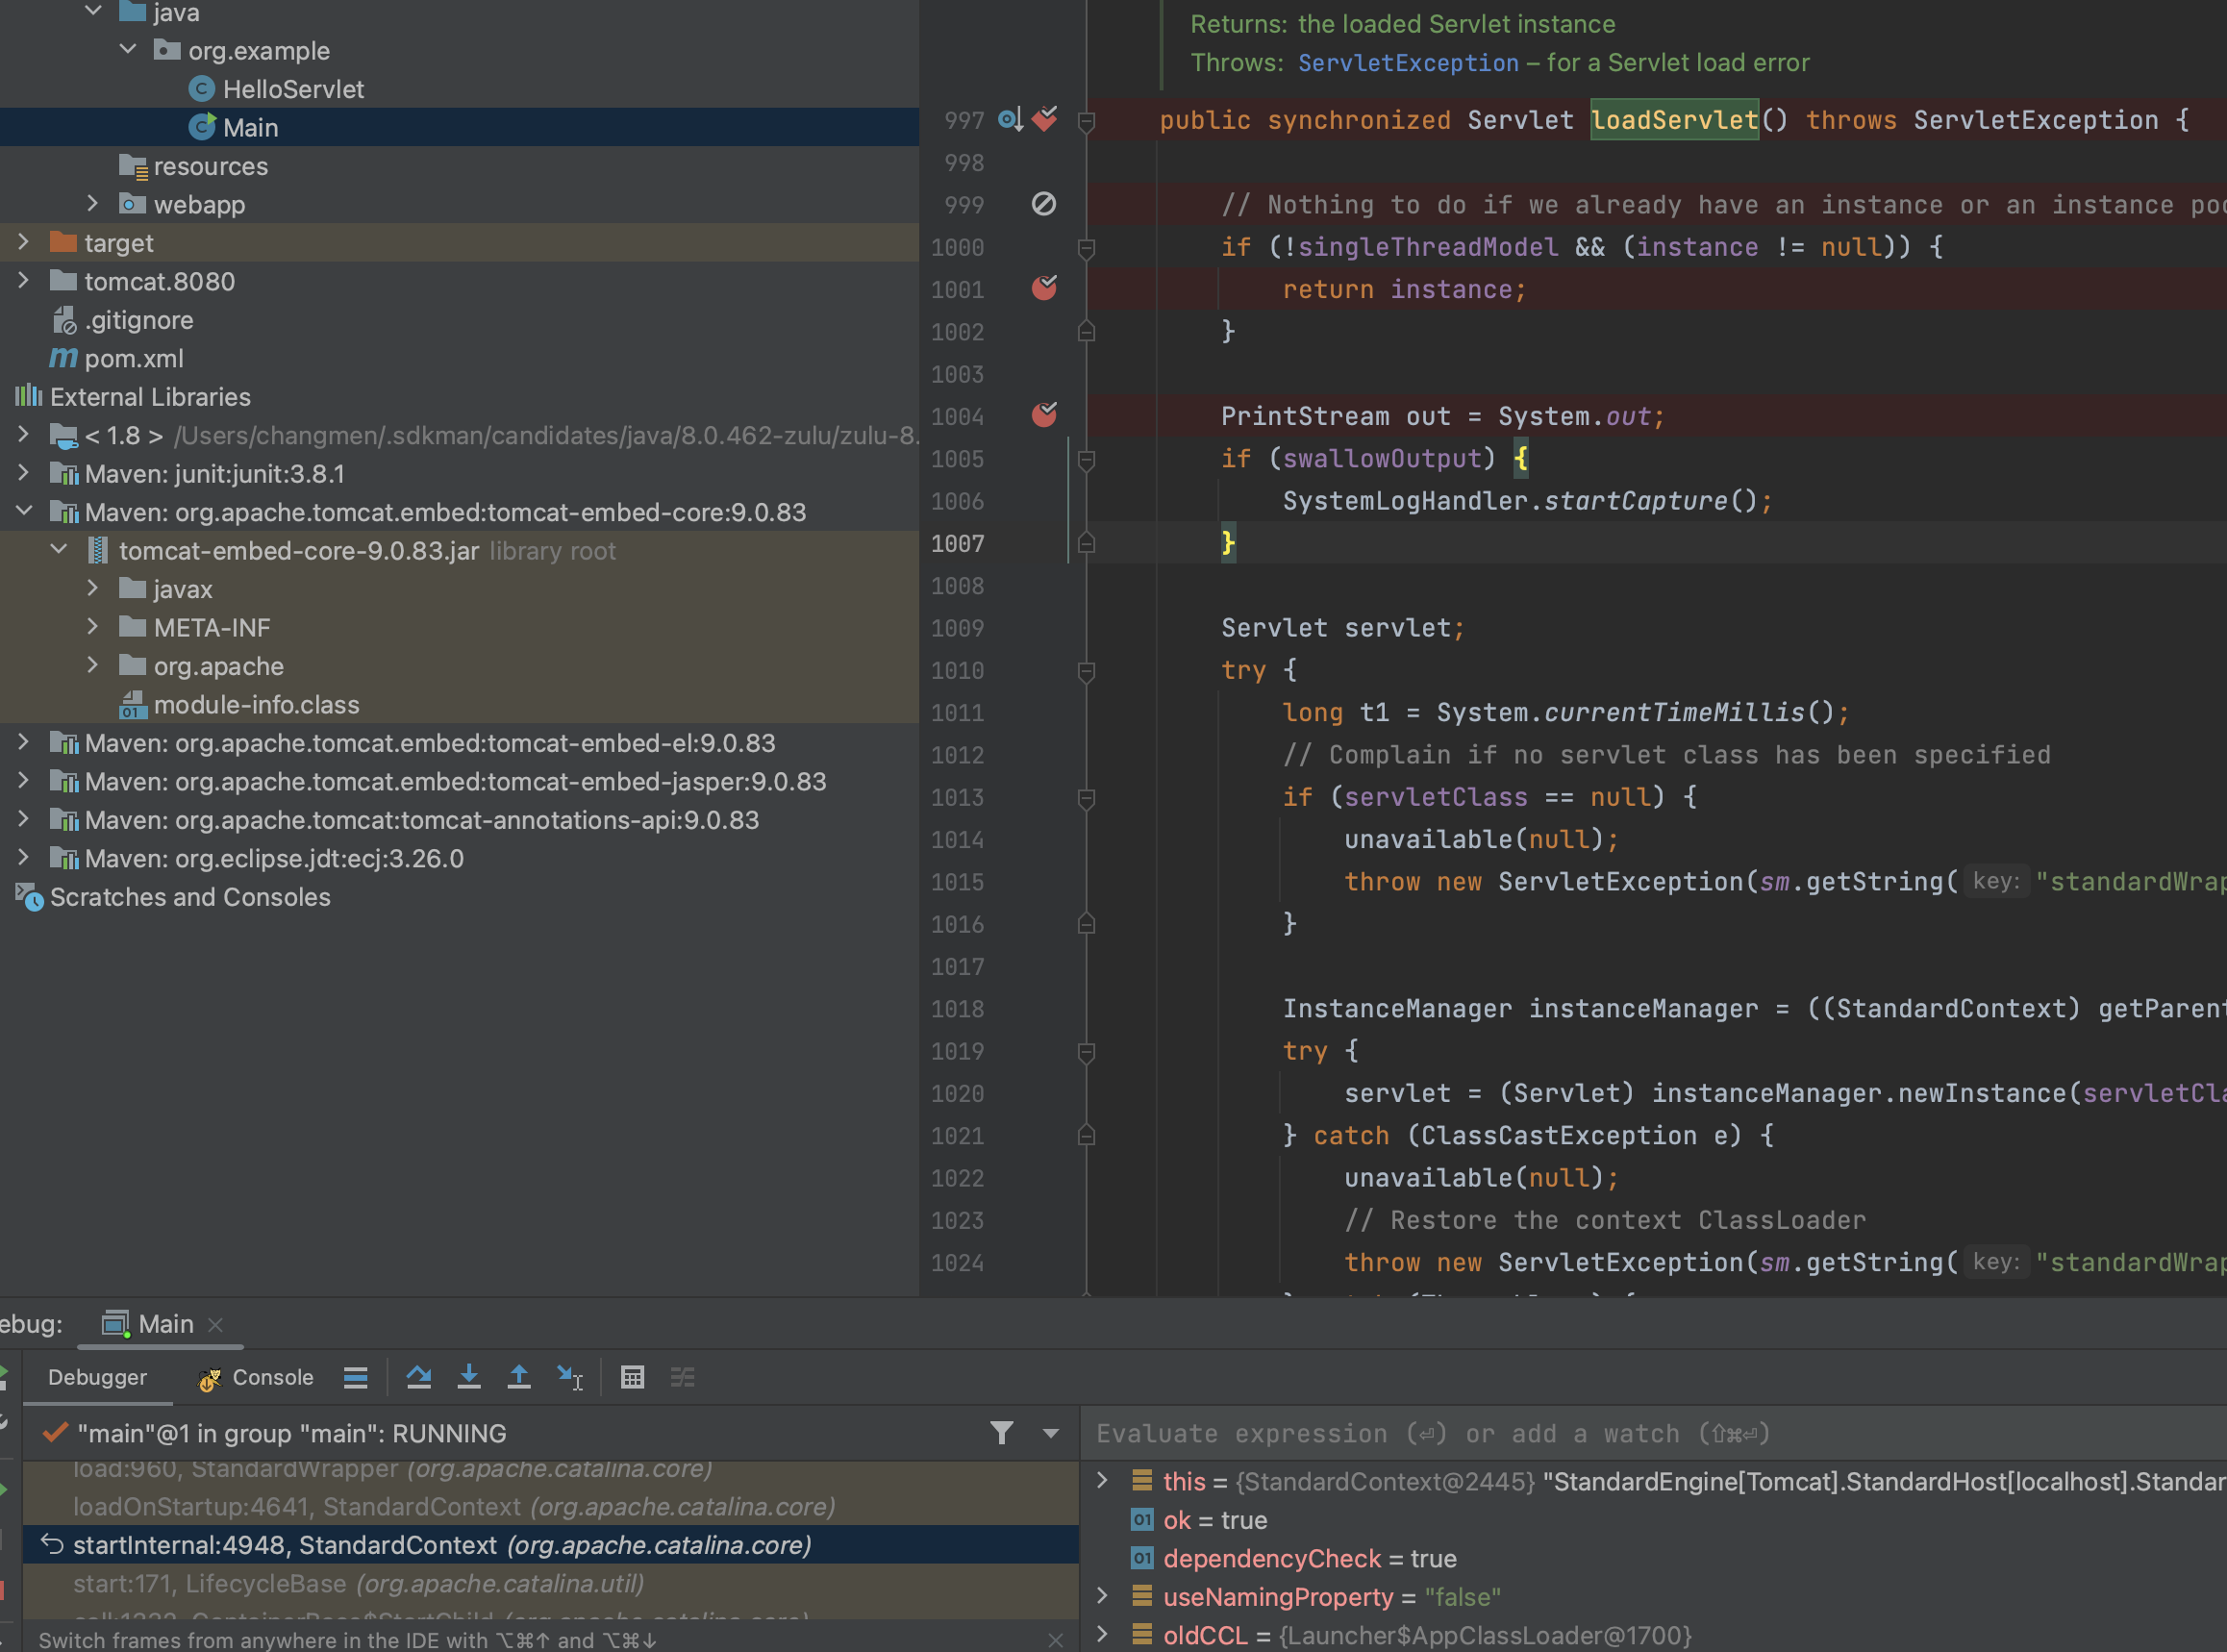 java
org.example
HelloServlet
Main
resources
webapp
target
tomcat.8080
.gitignore
pom.xml
External Libraries
< 1.8 > /Users/changmen/.sdkman/candidates/java/8.0.462-zulu/zulu-8.
Maven: junit:junit:3.8.1
Maven: org.apache.tomcat.embed:tomcat-embed-core:9.0.83
tomcat-embed-core-9.0.83.jar library root
javax
META-INF
org.apache
module-info.class
Maven: org.apache.tomcat.embed:tomcat-embed-el:9.0.83
Maven: org.apache.tomcat.embed:tomcat-embed-jasper:9.0.83
Maven: org.apache.tomcat:tomcat-annotations-api:9.0.83
Maven: org.eclipse.jdt:ecj:3.26.0
Scratches and Consoles
Returns: the loaded Servlet instance
Throws: ServletException – for a Servlet load error
997 public synchronized Servlet loadServlet() throws ServletException {
998
999 // Nothing to do if we already have an instance or an instance poo
1000 if (!singleThreadModel && (instance != null)) {
1001 return instance;
1002 }
1003
1004 PrintStream out = System.out;
1005 if (swallowOutput) {
1006 SystemLogHandler.startCapture();
1007 }
1008
1009 Servlet servlet;
1010 try {
1011 long t1 = System.currentTimeMillis();
1012 // Complain if no servlet class has been specified
1013 if (servletClass == null) {
1014 unavailable(null);
1015 throw new ServletException(sm.getString( key: "standardWrap
1016 }
1017
1018 InstanceManager instanceManager = ((StandardContext) getParent
1019 try {
1020 servlet = (Servlet) instanceManager.newInstance(servletCla
1021 } catch (ClassCastException e) {
1022 unavailable(null);
1023 // Restore the context ClassLoader
1024 throw new ServletException(sm.getString( key: "standardWrap
ebug: Main
Debugger Console
"main"@1 in group "main": RUNNING
load:960, StandardWrapper (org.apache.catalina.core)
loadOnStartup:4641, StandardContext (org.apache.catalina.core)
startInternal:4948, StandardContext (org.apache.catalina.core)
start:171, LifecycleBase (org.apache.catalina.util)
Switch frames from anywhere in the IDE with ⌥⌘↑ and ⌥⌘↓
Evaluate expression (⏎) or add a watch (⇧⌘⏎)
this = {StandardContext@2445} "StandardEngine[Tomcat].StandardHost[localhost].Standar
ok = true
dependencyCheck = true
useNamingProperty = "false"
oldCCL = {Launcher$AppClassLoader@1700}